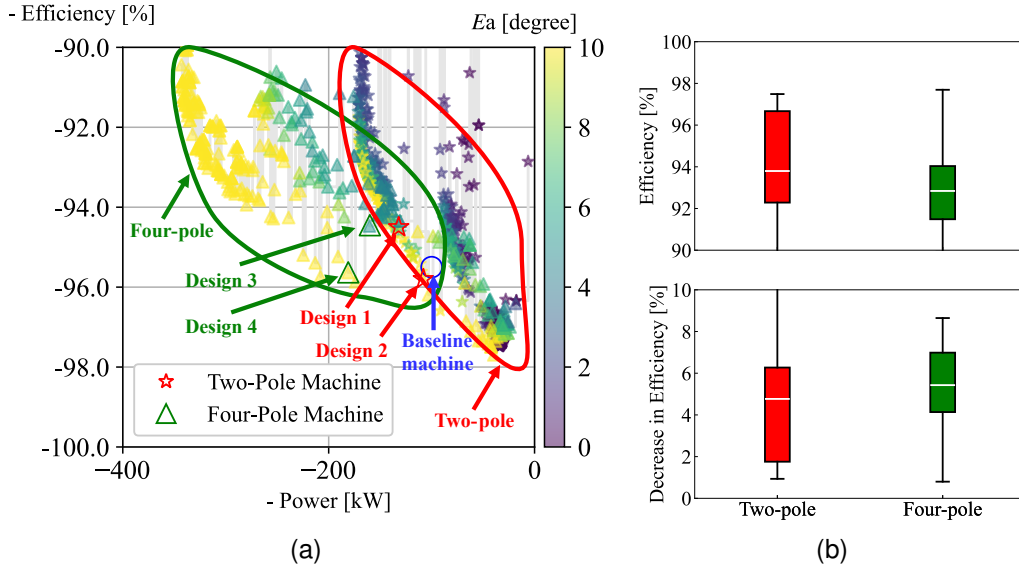 - Efficiency [%]
Ea [degree]
-90.0
-92.0
-94.0
-96.0
-98.0
-100.0
-400
-200
0
- Power [kW]
10
8
6
4
2
0
Four-pole
Design 3
Design 4
Design 1
Design 2
Baseline
machine
Two-pole
Two-Pole Machine
Four-Pole Machine
(a)
Efficiency [%]
100
98
96
94
92
90
Decrease in Efficiency [%]
10
8
6
4
2
0
Two-pole
Four-pole
(b)